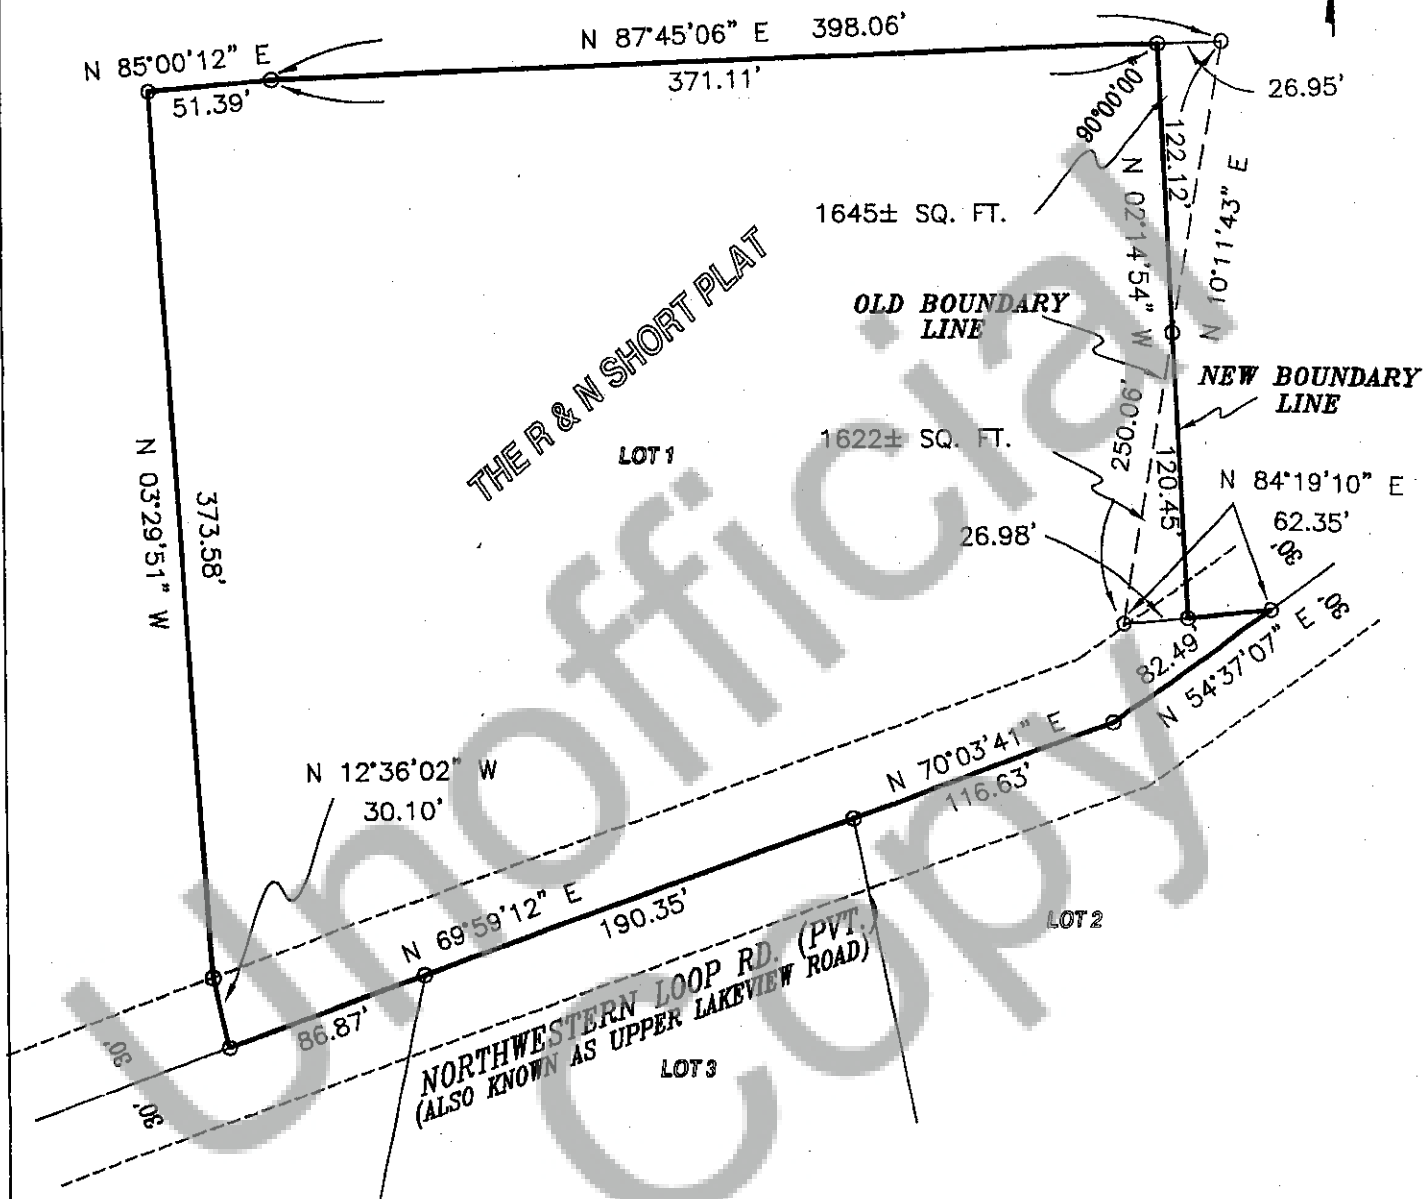 N 85°00'12" E
51.39'
N 87°45'06" E 398.06'
371.11'
26.95'
90°00'00"
122.12'
N 02°14'54" W
N 10°11'43" E
1645± SQ. FT.
THE R & N SHORT PLAT
OLD BOUNDARY
LINE
NEW BOUNDARY
LINE
250.06'
120.45'
1622± SQ. FT.
LOT 1
N 84°19'10" E
62.35'
26.98'
30'
30'
82.49'
N 54°37'07" E
N 03°29'51" W
373.58'
N 12°36'02" W
30.10'
N 70°03'41" E
116.63'
N 69°59'12" E
190.35'
86.87'
30'
30'
NORTHWESTERN LOOP RD. (PVT.)
(ALSO KNOWN AS UPPER LAKEVIEW ROAD)
LOT 2
LOT 3
Unofficial
Copy